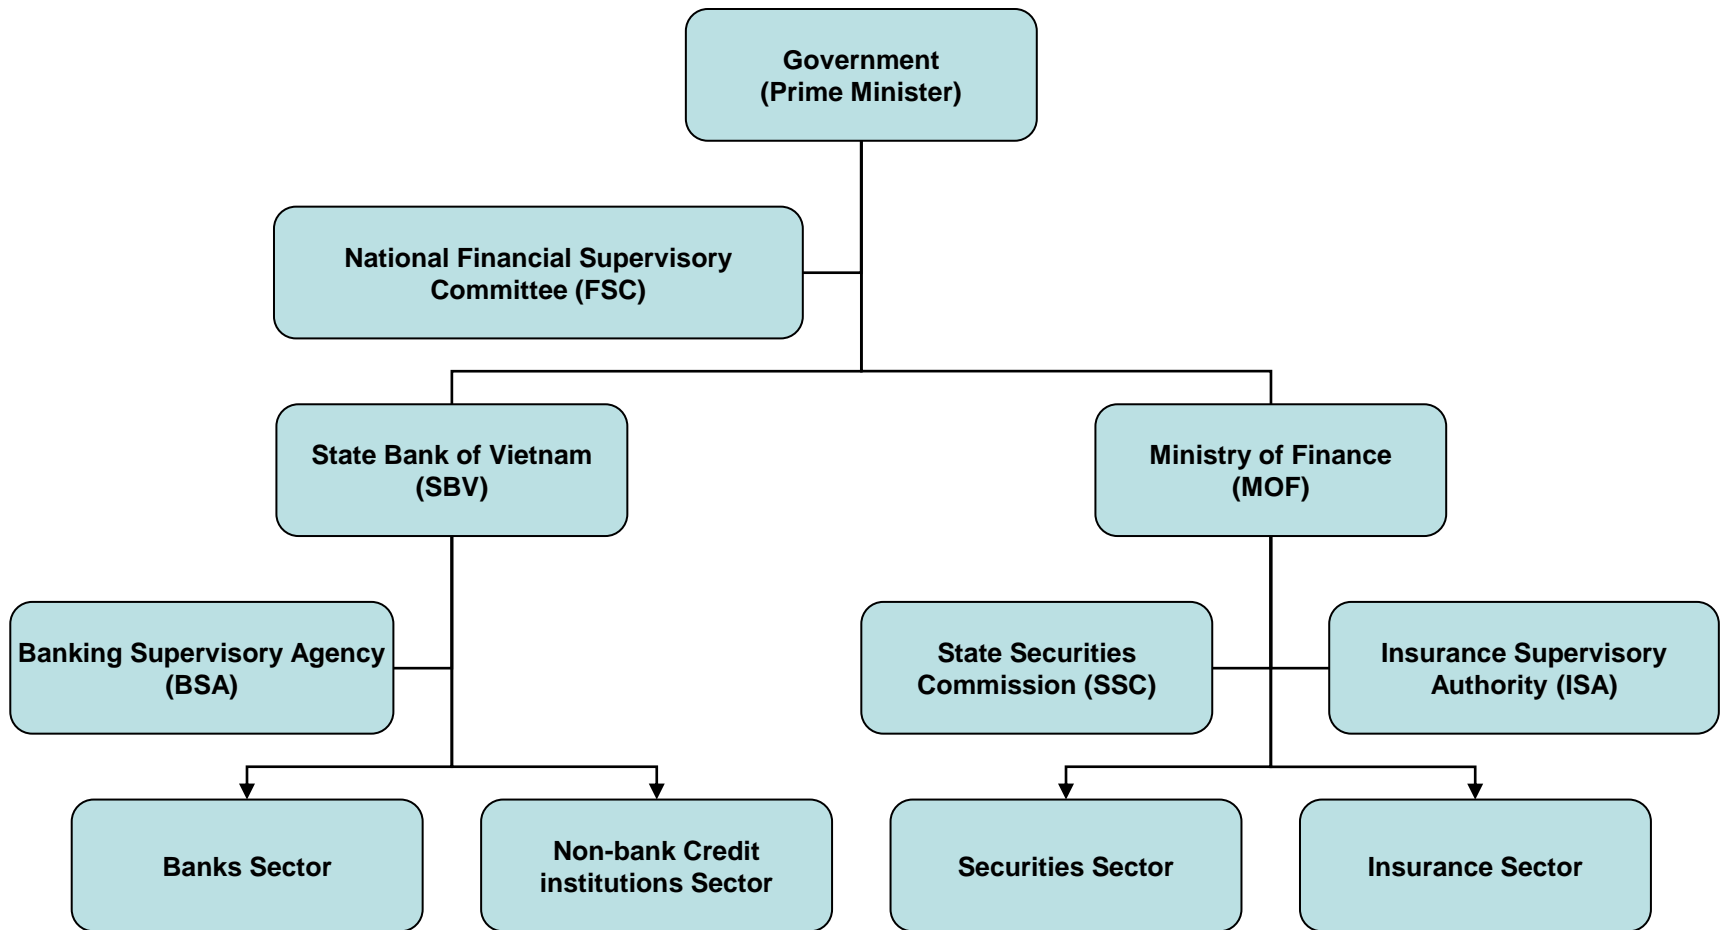 Government
(Prime Minister)
National Financial Supervisory
Committee (FSC)
State Bank of Vietnam
(SBV)
Ministry of Finance
(MOF)
Banking Supervisory Agency
(BSA)
State Securities
Commission (SSC)
Insurance Supervisory
Authority (ISA)
Banks Sector
Non-bank Credit
institutions Sector
Securities Sector
Insurance Sector